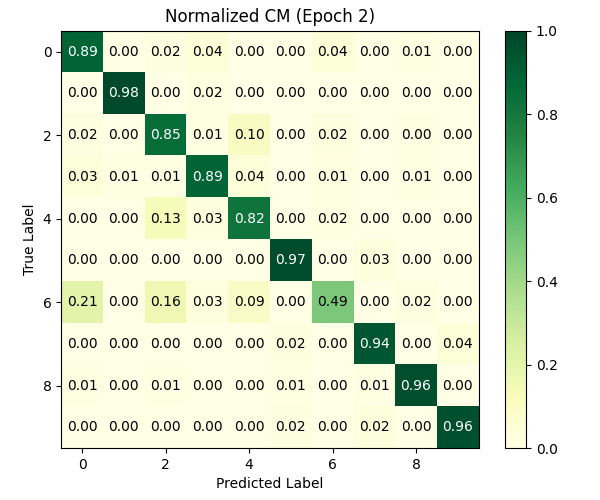 Normalized CM (Epoch 2)
0 0.89 0.00 0.02 0.04 0.00 0.00 0.04 0.00 0.01 0.00 1.0
0.00 0.98 0.00 0.02 0.00 0.00 0.00 0.00 0.00 0.00
2 0.02 0.00 0.85 0.01 0.10 0.00 0.02 0.00 0.00 0.00 0.8
0.03 0.01 0.01 0.89 0.04 0.00 0.01 0.00 0.01 0.00
4 0.00 0.00 0.13 0.03 0.82 0.00 0.02 0.00 0.00 0.00 0.6
0.00 0.00 0.00 0.00 0.00 0.97 0.00 0.03 0.00 0.00 0.4
6 0.21 0.00 0.16 0.03 0.09 0.00 0.49 0.00 0.02 0.00
0.00 0.00 0.00 0.00 0.00 0.02 0.00 0.94 0.00 0.04 0.2
8 0.01 0.00 0.01 0.00 0.00 0.01 0.00 0.01 0.96 0.00
0.00 0.00 0.00 0.00 0.00 0.02 0.00 0.02 0.00 0.96 0.0
0 2 4 6 8
True Label
Predicted Label